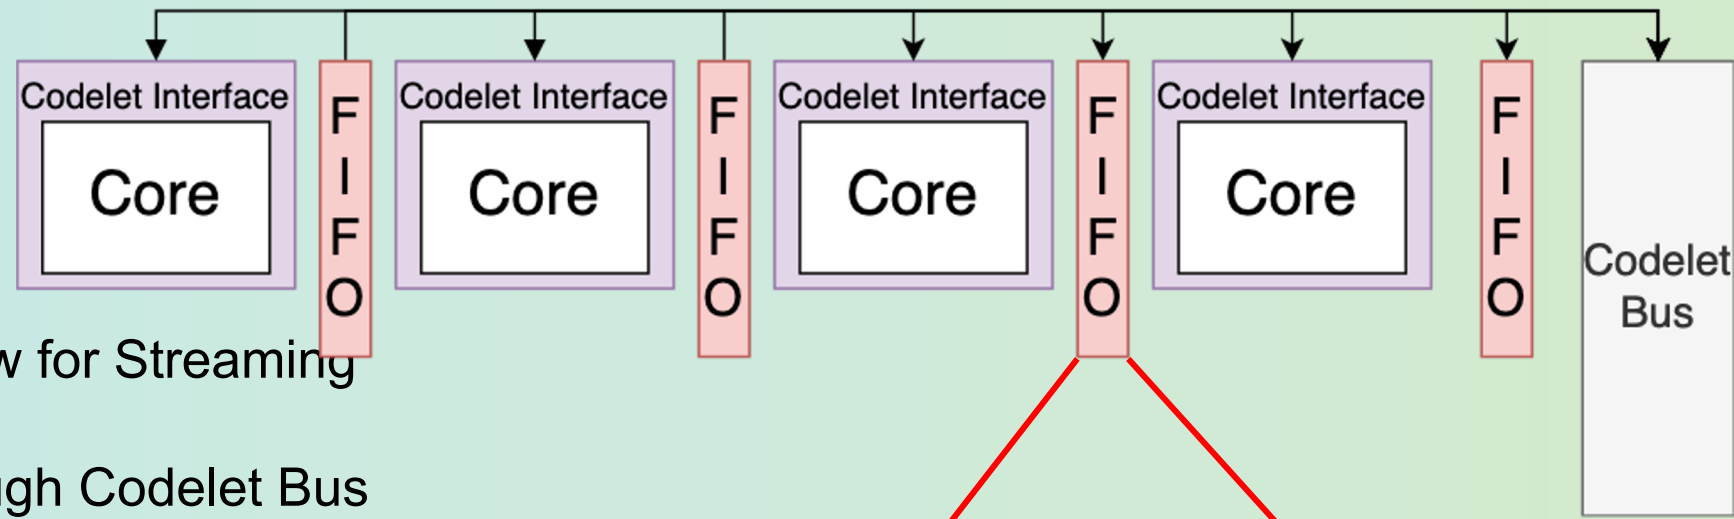 Codelet Interface
Core
FIFO
Codelet Interface
Core
FIFO
Codelet Interface
Core
FIFO
Codelet Interface
Core
FIFO
Codelet
Bus
w for Streaming
ugh Codelet Bus